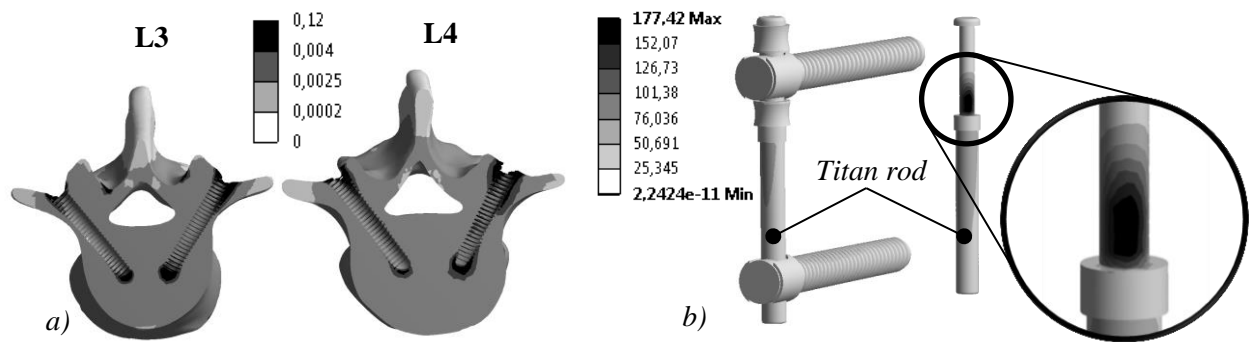 L3
0,12
0,004
0,0025
0,0002
0
L4
a)
177,42 Max
152,07
126,73
101,38
76,036
50,691
25,345
2,2424e-11 Min
Titan rod
b)